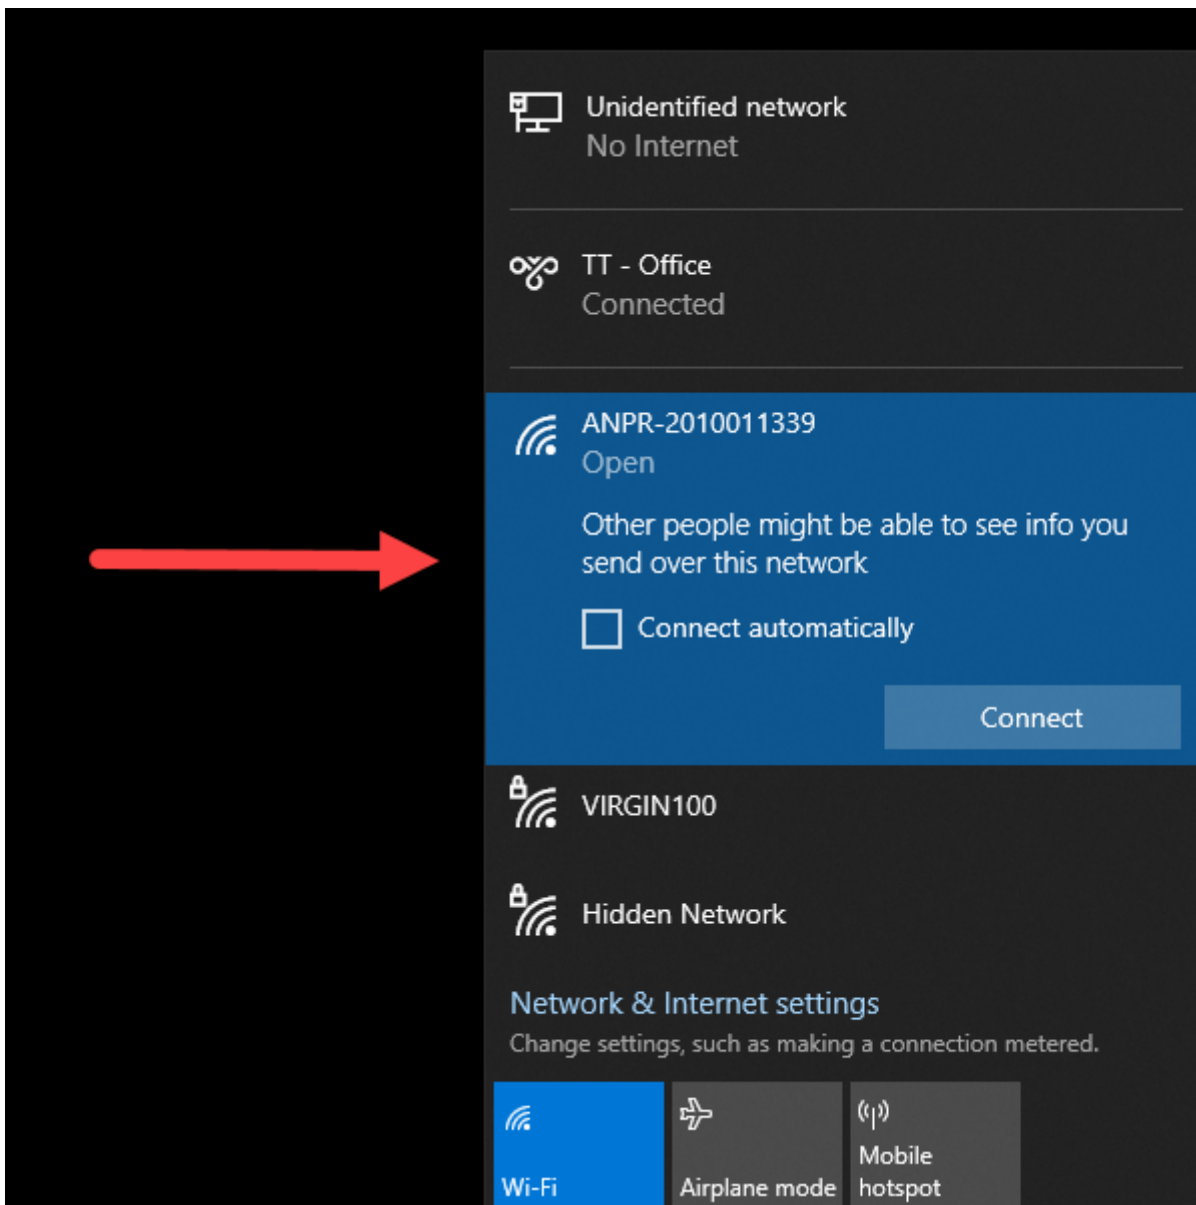 Unidentified network
No Internet
TT - Office
Connected
ANPR-2010011339
Open
Other people might be able to see info you
send over this network
Connect automatically
Connect
VIRGIN100
Hidden Network
Network & Internet settings
Change settings, such as making a connection metered.
Wi-Fi
Airplane mode
Mobile
hotspot